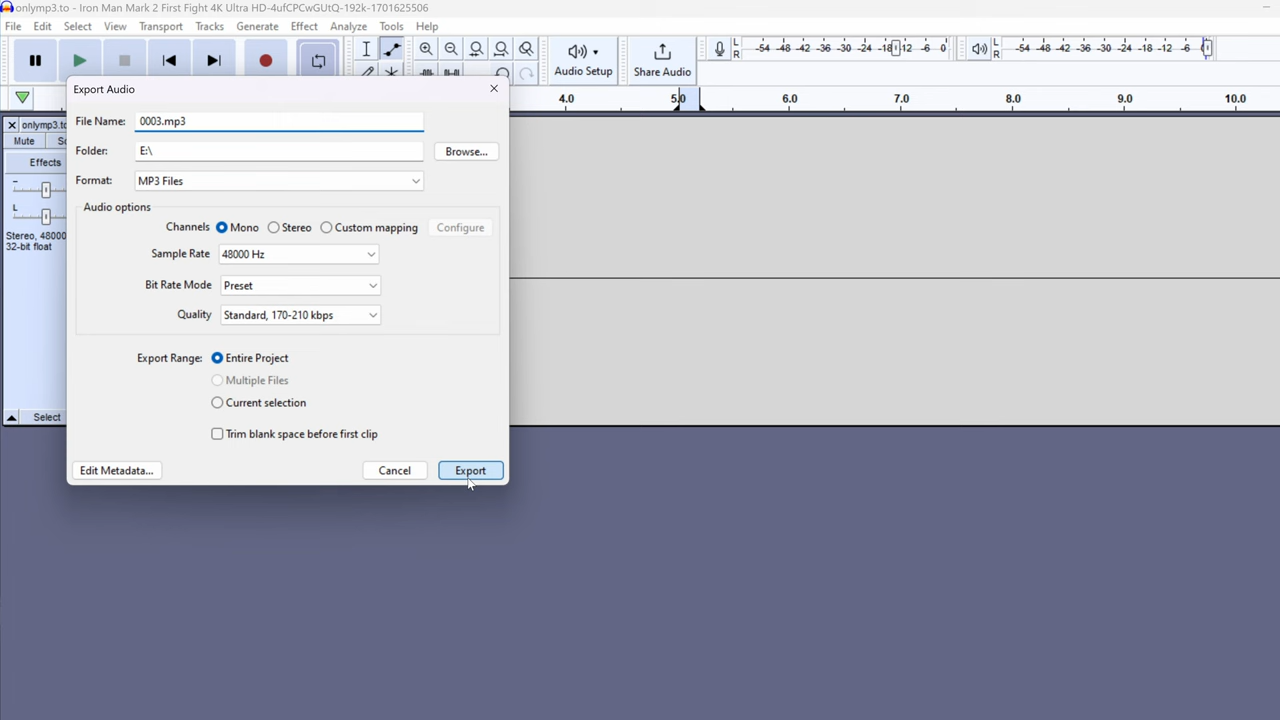 onlymp3.to - Iron Man Mark 2 First Fight 4K Ultra HD-4ufCPCwGUtQ-192k-1701625506
File Edit Select View Transport Tracks Generate Effect Analyze Tools Help
Audio Setup
Share Audio
L R -54 -48 -42 -36 -30 -24 -18 -12 -6 0
L R -54 -48 -42 -36 -30 -24 -18 -12 -6 0
4.0 5.0 6.0 7.0 8.0 9.0 10.0
onlymp3.to
Mute
Effects
L
Stereo, 48000
32-bit float
Select
Export Audio
File Name: 0003.mp3
Folder: E:\ Browse...
Format: MP3 Files
Audio options
Channels Mono Stereo Custom mapping Configure
Sample Rate 48000 Hz
Bit Rate Mode Preset
Quality Standard, 170-210 kbps
Export Range: Entire Project
Multiple Files
Current selection
Trim blank space before first clip
Edit Metadata... Cancel Export